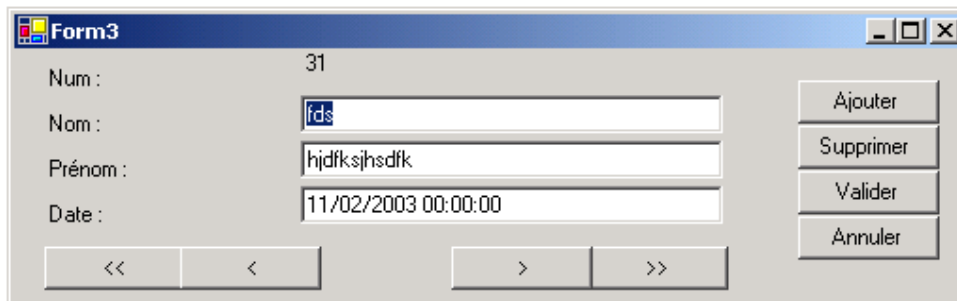 Form3
Num : 31
Nom : fds
Prénom : hjdfksjhsdfk
Date : 11/02/2003 00:00:00
Ajouter
Supprimer
Valider
Annuler
<< < > >>